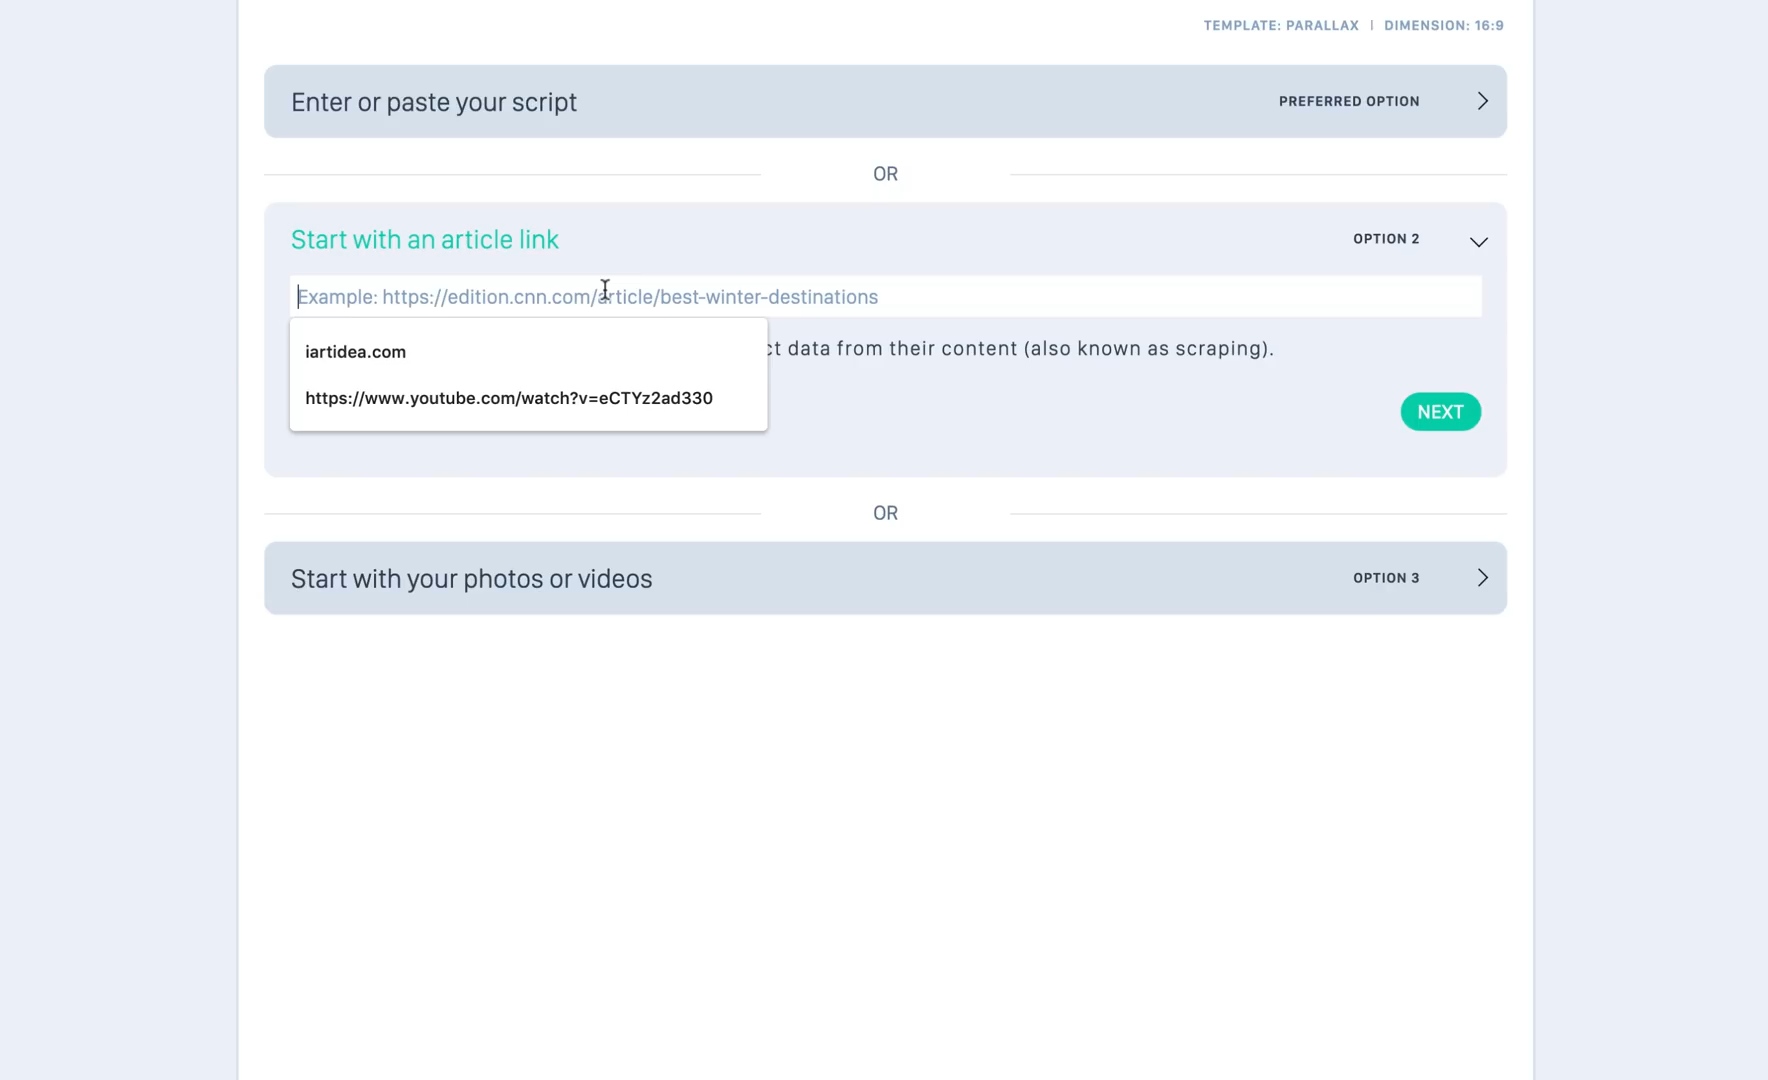 TEMPLATE: PARALLAX | DIMENSION: 16:9
Enter or paste your script PREFERRED OPTION
OR
Start with an article link OPTION 2
Example: https://edition.cnn.com/article/best-winter-destinations
iartidea.com
data from their content (also known as scraping).
https://www.youtube.com/watch?v=eCTYz2ad330
NEXT
OR
Start with your photos or videos OPTION 3